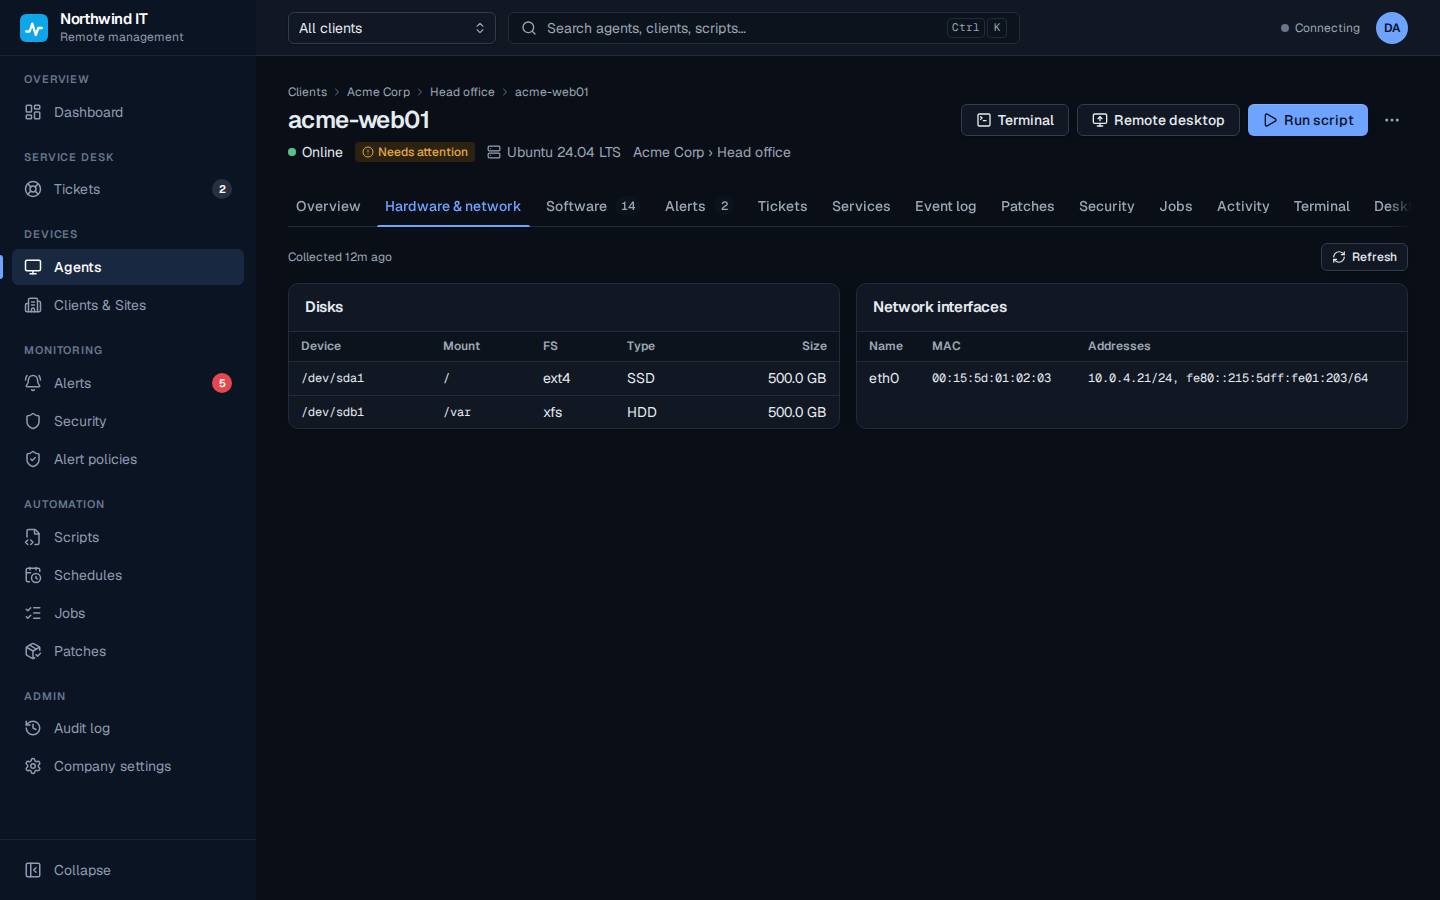 Northwind IT
Remote management
All clients
Search agents, clients, scripts...
Ctrl K
Connecting
DA
OVERVIEW
Dashboard
SERVICE DESK
Tickets 2
DEVICES
Agents
Clients & Sites
MONITORING
Alerts 5
Security
Alert policies
AUTOMATION
Scripts
Schedules
Jobs
Patches
ADMIN
Audit log
Company settings
Collapse
Clients > Acme Corp > Head office > acme-web01
acme-web01
Terminal
Remote desktop
Run script
Online Needs attention Ubuntu 24.04 LTS Acme Corp › Head office
Overview Hardware & network Software 14 Alerts 2 Tickets Services Event log Patches Security Jobs Activity Terminal Desk
Collected 12m ago
Refresh
Disks
Device Mount FS Type Size
/dev/sda1 / ext4 SSD 500.0 GB
/dev/sdb1 /var xfs HDD 500.0 GB
Network interfaces
Name MAC Addresses
eth0 00:15:5d:01:02:03 10.0.4.21/24, fe80::215:5dff:fe01:203/64